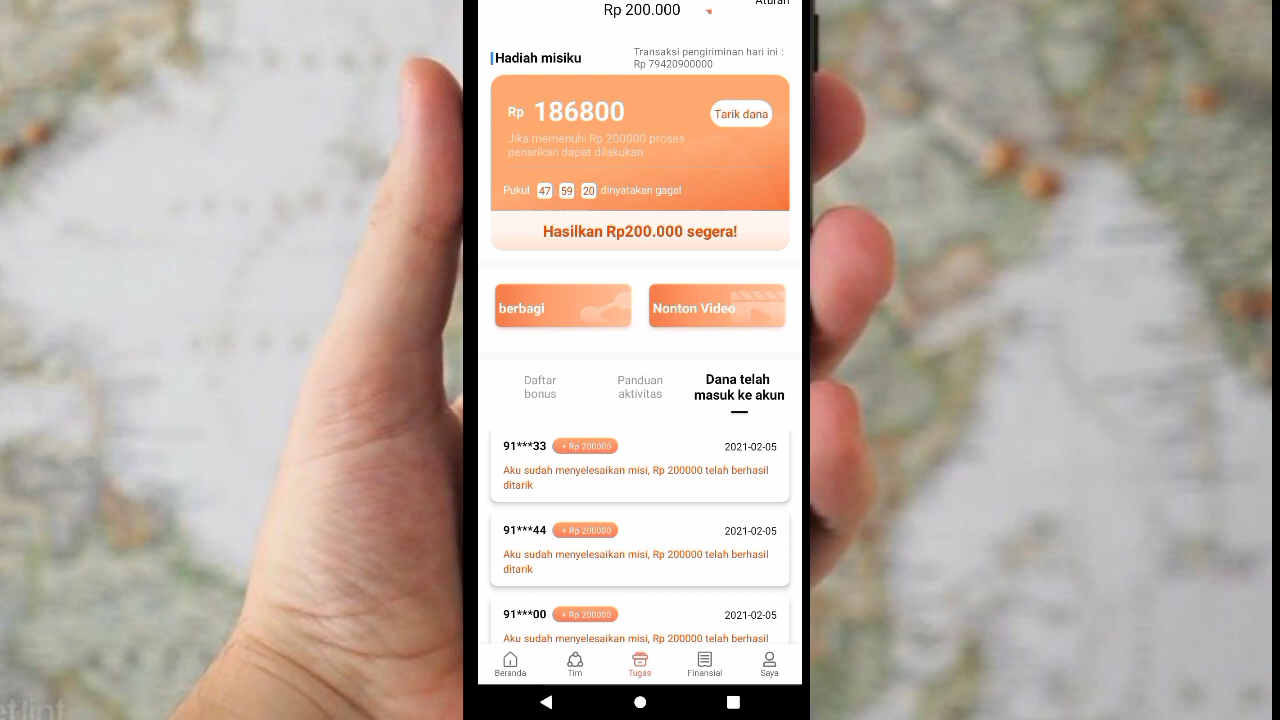 Rp 200.000
Aturan
Hadiah misiku
Transaksi pengiriminan hari ini :
Rp 79420900000
Rp 186800
Tarik dana
Jika memenuhi Rp 200000 proses
penarikan dapat dilakukan
Pukul 47 59 20 dinyatakan gagal
Hasilkan Rp200.000 segera!
berbagi
Nonton Video
Daftar
bonus
Panduan
aktivitas
Dana telah
masuk ke akun
91***33 + Rp 200000 2021-02-05
Aku sudah menyelesaikan misi, Rp 200000 telah berhasil
ditarik
91***44 + Rp 200000 2021-02-05
Aku sudah menyelesaikan misi, Rp 200000 telah berhasil
ditarik
91***00 + Rp 200000 2021-02-05
Aku sudah menyelesaikan misi, Rp 200000 telah berhasil
Beranda
Tim
Tugas
Finansial
Saya